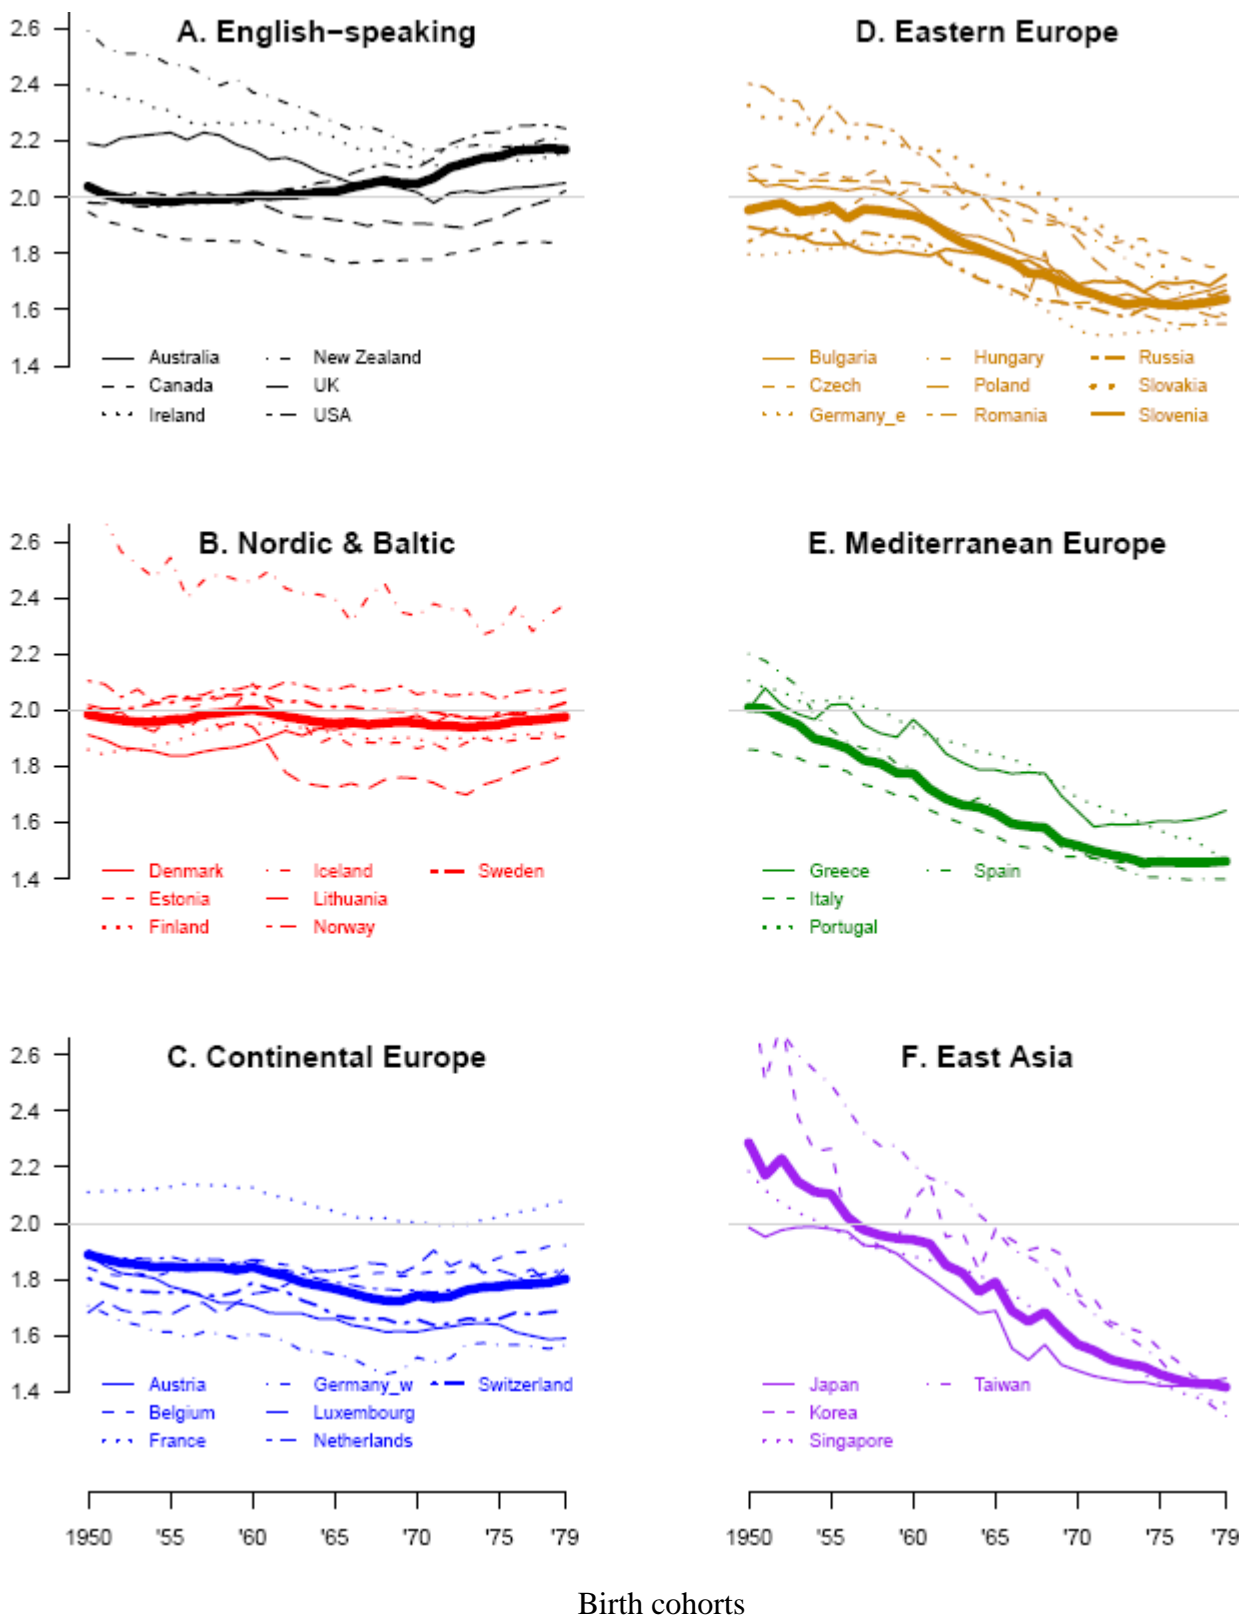 A. English−speaking
2.6
2.4
2.2
2.0
1.8
1.6
1.4
Australia
Canada
Ireland
New Zealand
UK
USA
D. Eastern Europe
Bulgaria
Czech
Germany_e
Hungary
Poland
Romania
Russia
Slovakia
Slovenia
B. Nordic & Baltic
2.6
2.4
2.2
2.0
1.8
1.6
1.4
Denmark
Estonia
Finland
Iceland
Lithuania
Norway
Sweden
E. Mediterranean Europe
Greece
Italy
Portugal
Spain
C. Continental Europe
2.6
2.4
2.2
2.0
1.8
1.6
1.4
Austria
Belgium
France
Germany_w
Luxembourg
Netherlands
Switzerland
1950 '55 '60 '65 '70 '75 '79
F. East Asia
Japan
Korea
Singapore
Taiwan
1950 '55 '60 '65 '70 '75 '79
Birth cohorts